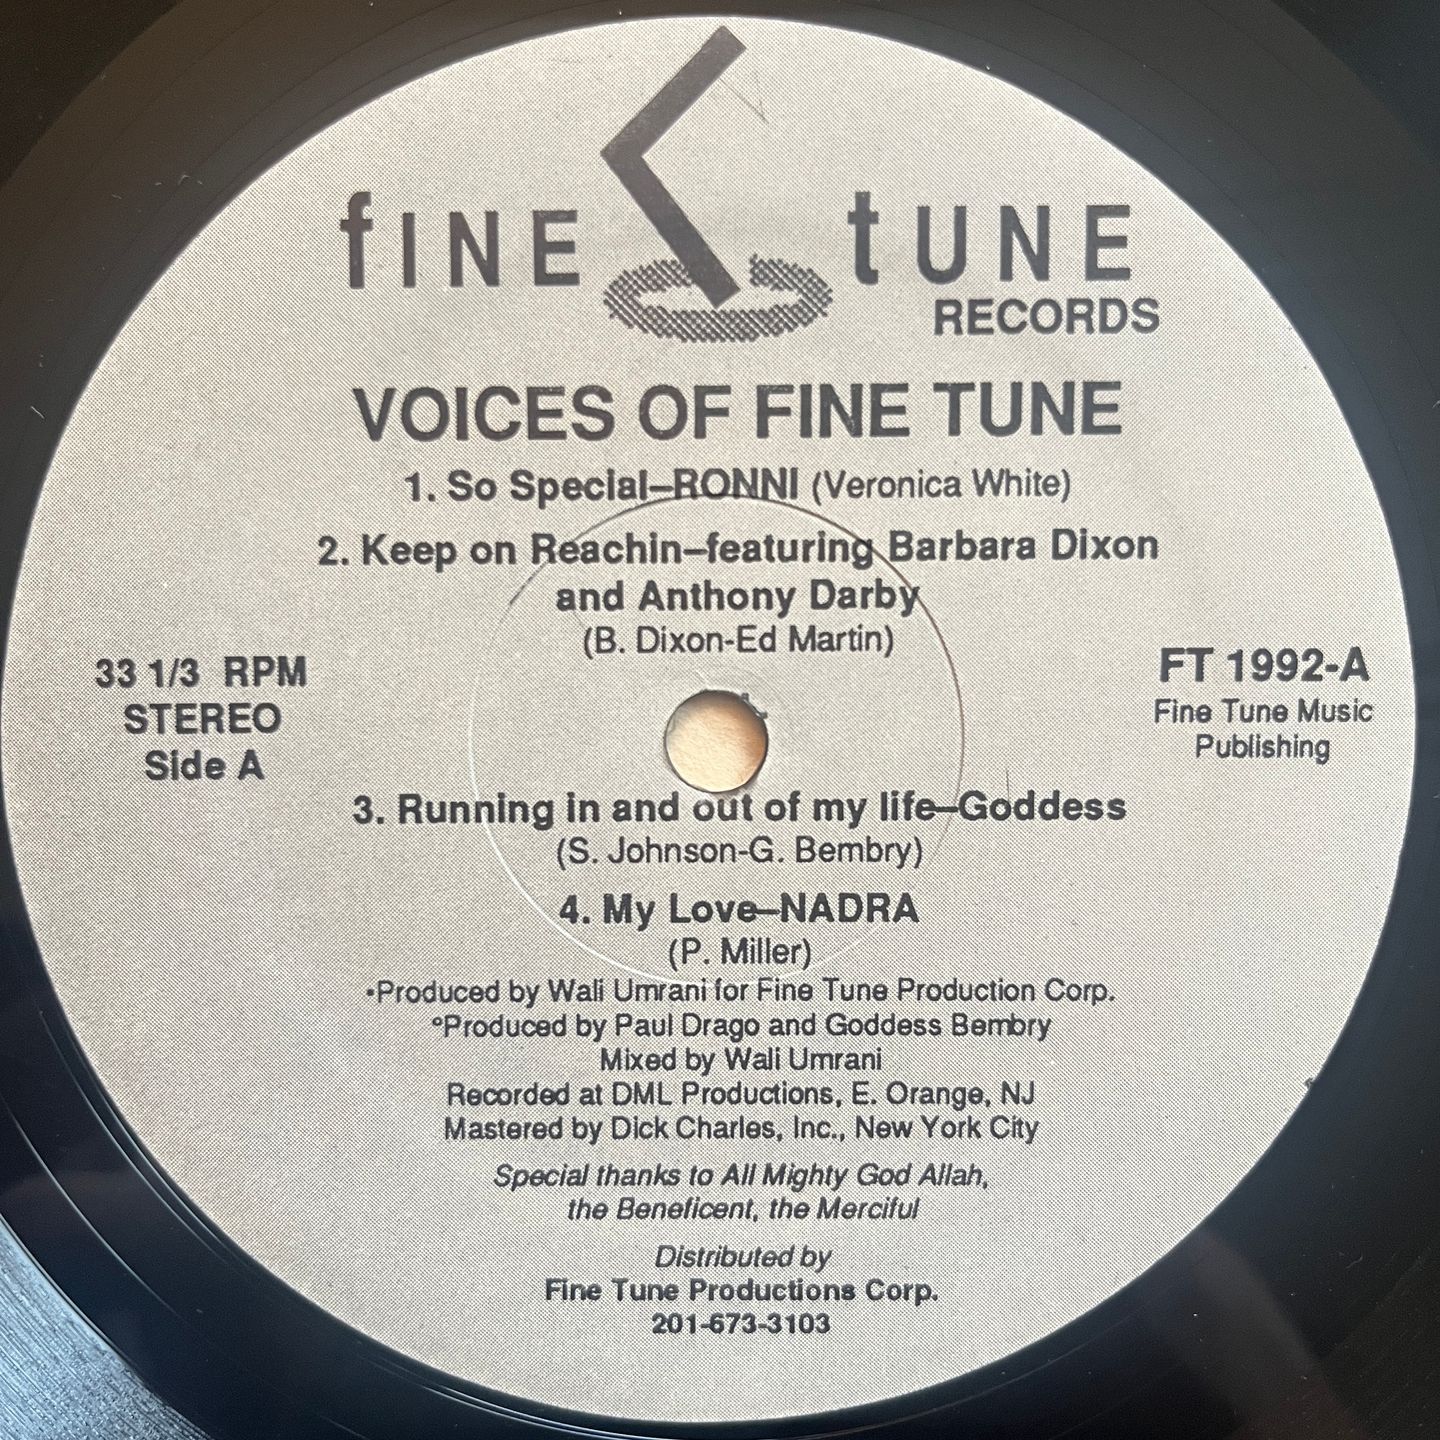 fINE tUNE
RECORDS
VOICES OF FINE TUNE
1. So Special–RONNI (Veronica White)
2. Keep on Reachin–featuring Barbara Dixon
and Anthony Darby
(B. Dixon-Ed Martin)
33 1/3 RPM
STEREO
Side A
FT 1992-A
Fine Tune Music
Publishing
3. Running in and out of my life–Goddess
(S. Johnson-G. Bembry)
4. My Love–NADRA
(P. Miller)
•Produced by Wali Umrani for Fine Tune Production Corp.
°Produced by Paul Drago and Goddess Bembry
Mixed by Wali Umrani
Recorded at DML Productions, E. Orange, NJ
Mastered by Dick Charles, Inc., New York City
Special thanks to All Mighty God Allah,
the Beneficent, the Merciful
Distributed by
Fine Tune Productions Corp.
201-673-3103